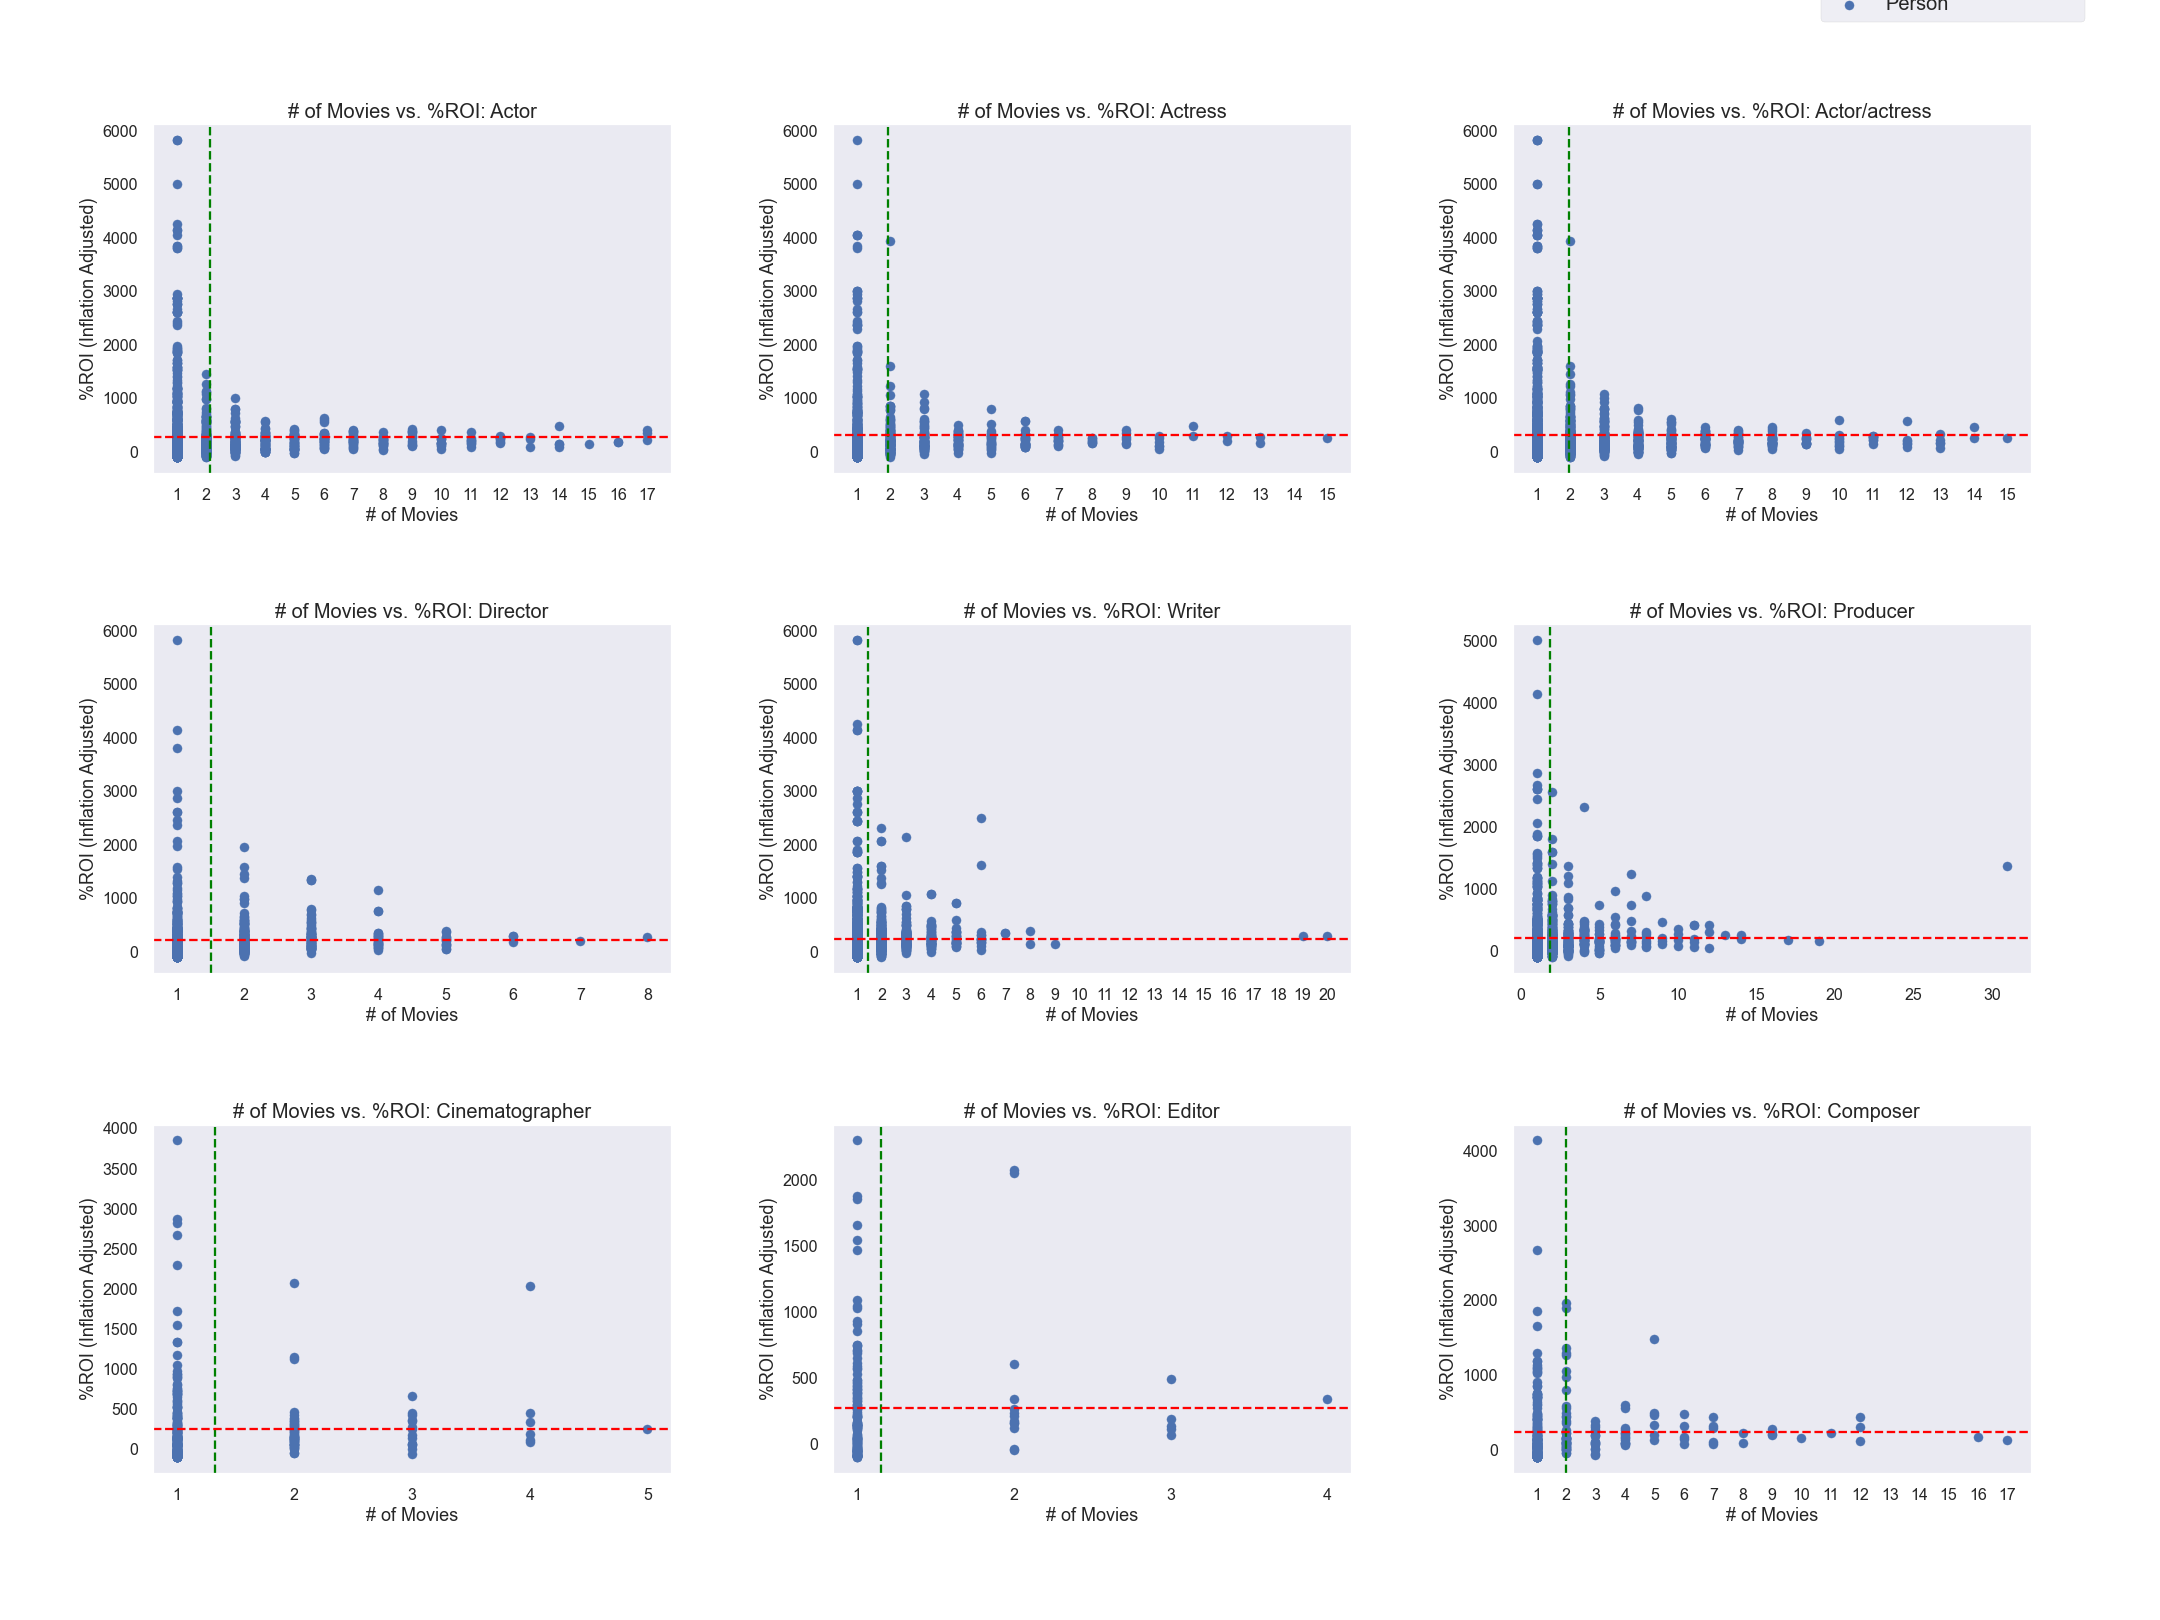 Person
# of Movies vs. %ROI: Actor
6000
5000
4000
3000
2000
1000
0
%ROI (Inflation Adjusted)
1 2 3 4 5 6 7 8 9 10 11 12 13 14 15 16 17
# of Movies
# of Movies vs. %ROI: Actress
6000
5000
4000
3000
2000
1000
0
%ROI (Inflation Adjusted)
1 2 3 4 5 6 7 8 9 10 11 12 13 14 15
# of Movies
# of Movies vs. %ROI: Actor/actress
6000
5000
4000
3000
2000
1000
0
%ROI (Inflation Adjusted)
1 2 3 4 5 6 7 8 9 10 11 12 13 14 15
# of Movies
# of Movies vs. %ROI: Director
6000
5000
4000
3000
2000
1000
0
%ROI (Inflation Adjusted)
1 2 3 4 5 6 7 8
# of Movies
# of Movies vs. %ROI: Writer
6000
5000
4000
3000
2000
1000
0
%ROI (Inflation Adjusted)
1 2 3 4 5 6 7 8 9 10 11 12 13 14 15 16 17 18 19 20
# of Movies
# of Movies vs. %ROI: Producer
5000
4000
3000
2000
1000
0
%ROI (Inflation Adjusted)
0 5 10 15 20 25 30
# of Movies
# of Movies vs. %ROI: Cinematographer
4000
3500
3000
2500
2000
1500
1000
500
0
%ROI (Inflation Adjusted)
1 2 3 4 5
# of Movies
# of Movies vs. %ROI: Editor
2000
1500
1000
500
0
%ROI (Inflation Adjusted)
1 2 3 4
# of Movies
# of Movies vs. %ROI: Composer
4000
3000
2000
1000
0
%ROI (Inflation Adjusted)
1 2 3 4 5 6 7 8 9 10 11 12 13 14 15 16 17
# of Movies